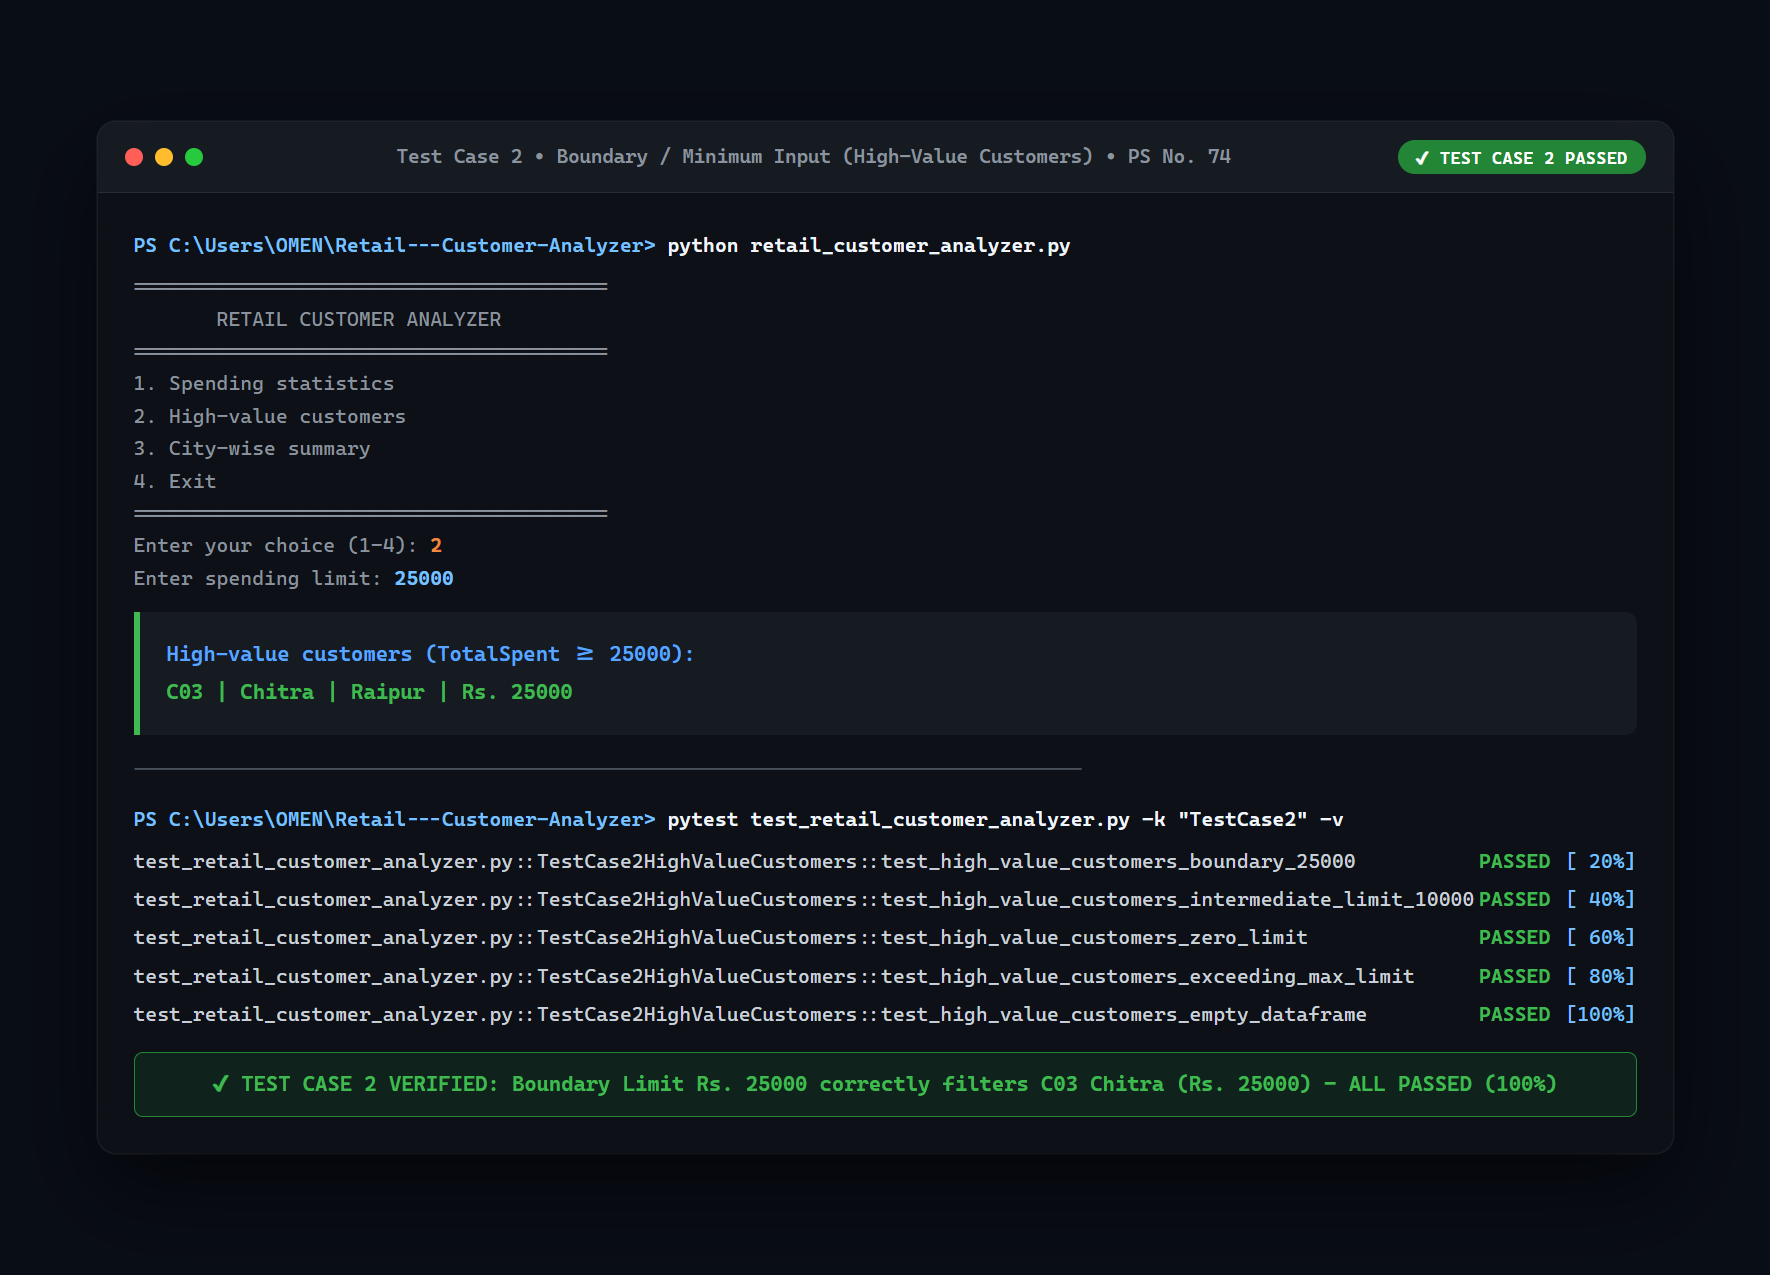 Test Case 2 • Boundary / Minimum Input (High-Value Customers) • PS No. 74
✔ TEST CASE 2 PASSED
PS C:\Users\OMEN\Retail---Customer-Analyzer> python retail_customer_analyzer.py
========================================
RETAIL CUSTOMER ANALYZER
========================================
1. Spending statistics
2. High-value customers
3. City-wise summary
4. Exit
========================================
Enter your choice (1-4): 2
Enter spending limit: 25000
High-value customers (TotalSpent ≥ 25000):
C03 | Chitra | Raipur | Rs. 25000
PS C:\Users\OMEN\Retail---Customer-Analyzer> pytest test_retail_customer_analyzer.py -k "TestCase2" -v
test_retail_customer_analyzer.py::TestCase2HighValueCustomers::test_high_value_customers_boundary_25000 PASSED [ 20%]
test_retail_customer_analyzer.py::TestCase2HighValueCustomers::test_high_value_customers_intermediate_limit_10000 PASSED [ 40%]
test_retail_customer_analyzer.py::TestCase2HighValueCustomers::test_high_value_customers_zero_limit PASSED [ 60%]
test_retail_customer_analyzer.py::TestCase2HighValueCustomers::test_high_value_customers_exceeding_max_limit PASSED [ 80%]
test_retail_customer_analyzer.py::TestCase2HighValueCustomers::test_high_value_customers_empty_dataframe PASSED [100%]
✔ TEST CASE 2 VERIFIED: Boundary Limit Rs. 25000 correctly filters C03 Chitra (Rs. 25000) - ALL PASSED (100%)